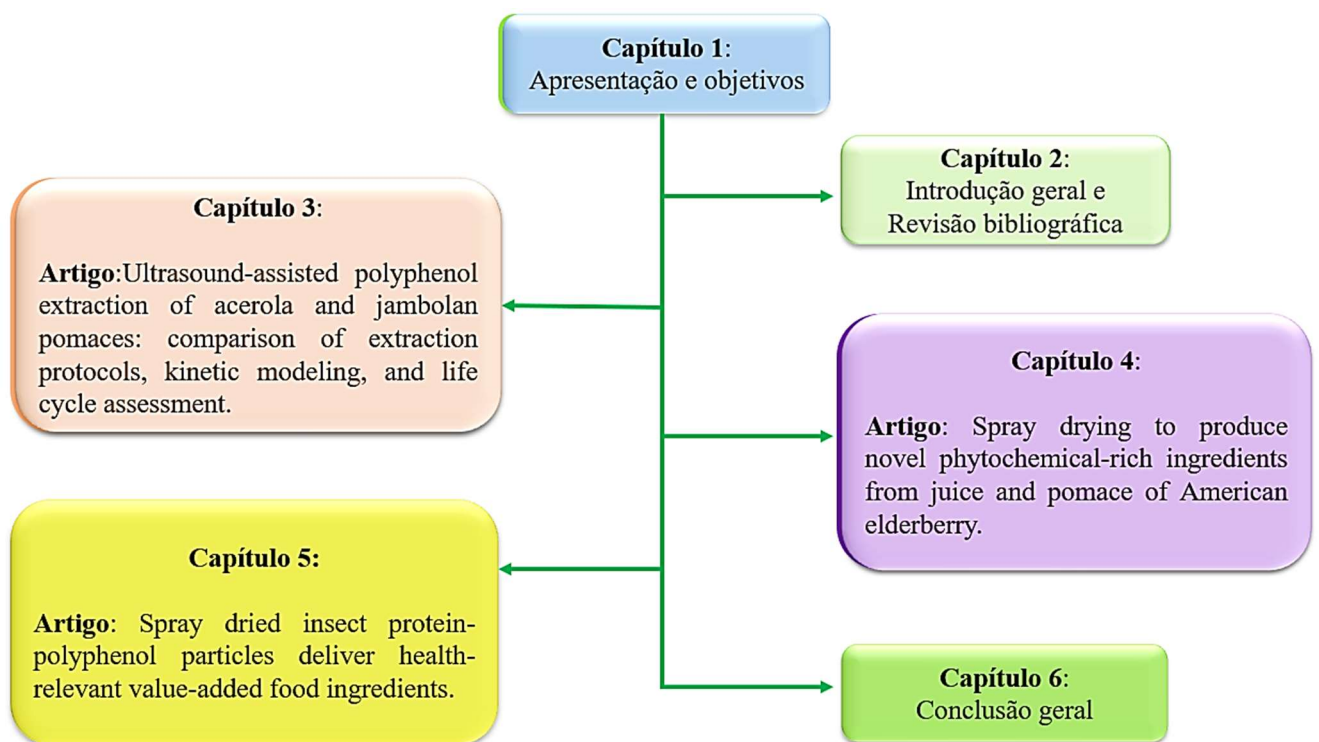 Capítulo 1:
Apresentação e objetivos
Capítulo 2:
Introdução geral e
Revisão bibliográfica
Capítulo 3:
Artigo:Ultrasound-assisted polyphenol
extraction of acerola and jambolan
pomaces: comparison of extraction
protocols, kinetic modeling, and life
cycle assessment.
Capítulo 4:
Artigo: Spray drying to produce
novel phytochemical-rich ingredients
from juice and pomace of American
elderberry.
Capítulo 5:
Artigo: Spray dried insect protein-
polyphenol particles deliver health-
relevant value-added food ingredients.
Capítulo 6:
Conclusão geral